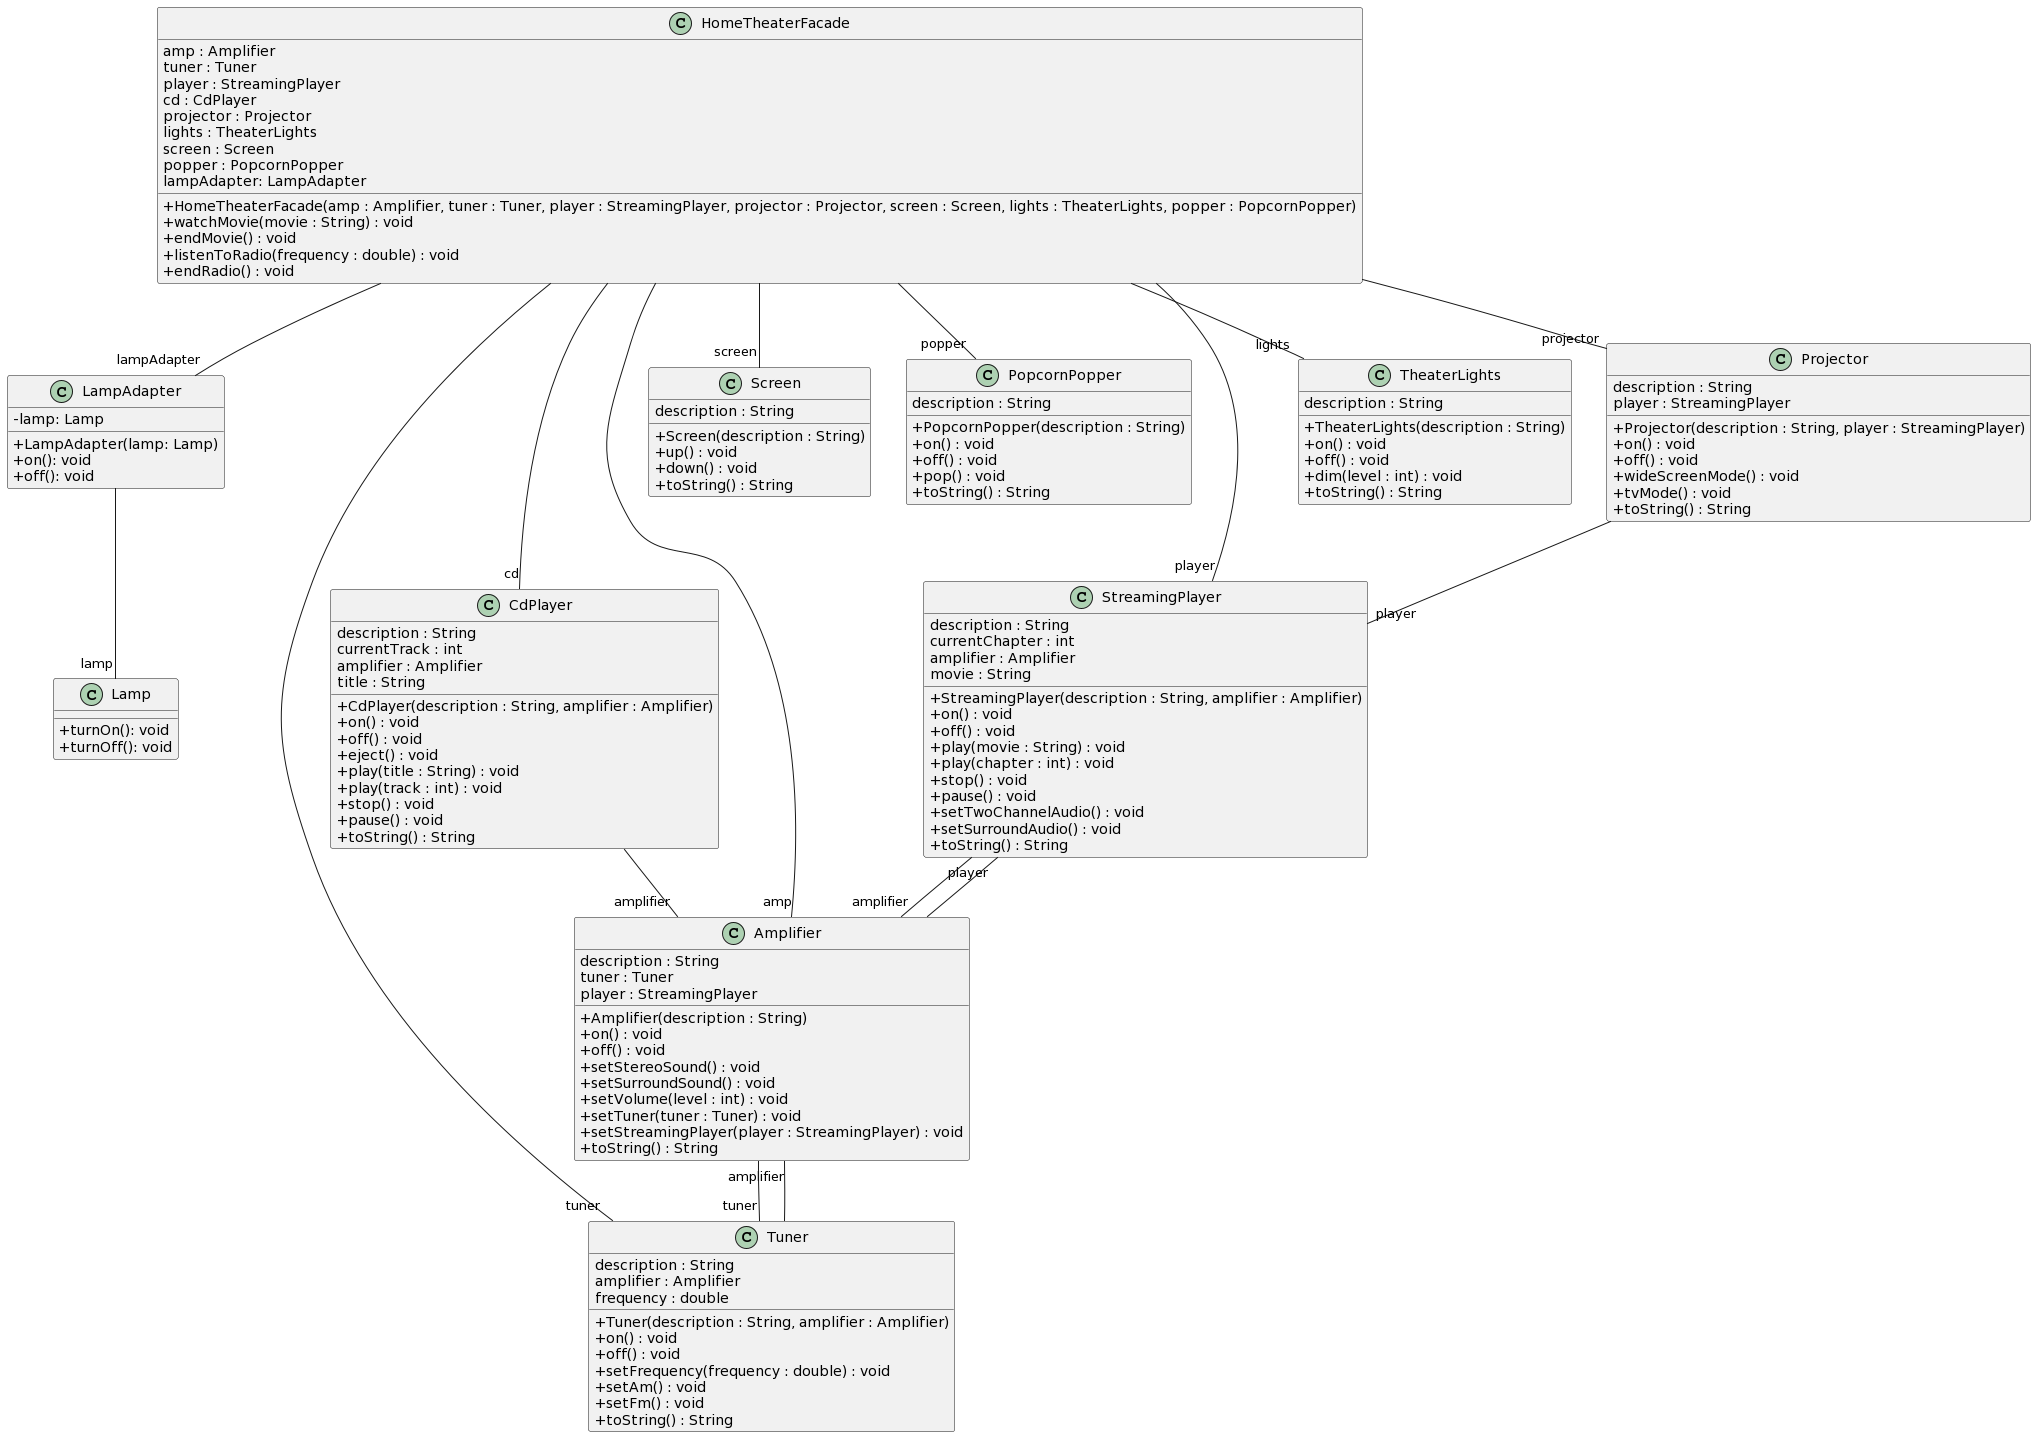 C HomeTheaterFacade
amp : Amplifier
tuner : Tuner
player : StreamingPlayer
cd : CdPlayer
projector : Projector
lights : TheaterLights
screen : Screen
popper : PopcornPopper
lampAdapter: LampAdapter
+HomeTheaterFacade(amp : Amplifier, tuner : Tuner, player : StreamingPlayer, projector : Projector, screen : Screen, lights : TheaterLights, popper : PopcornPopper)
+watchMovie(movie : String) : void
+endMovie() : void
+listenToRadio(frequency : double) : void
+endRadio() : void
lampAdapter
screen
popper
lights
projector
C LampAdapter
-lamp: Lamp
+LampAdapter(lamp: Lamp)
+on(): void
+off(): void
C Screen
description : String
+Screen(description : String)
+up() : void
+down() : void
+toString() : String
C PopcornPopper
description : String
+PopcornPopper(description : String)
+on() : void
+off() : void
+pop() : void
+toString() : String
C TheaterLights
description : String
+TheaterLights(description : String)
+on() : void
+off() : void
+dim(level : int) : void
+toString() : String
C Projector
description : String
player : StreamingPlayer
+Projector(description : String, player : StreamingPlayer)
+on() : void
+off() : void
+wideScreenMode() : void
+tvMode() : void
+toString() : String
lamp
cd
player
player
C Lamp
+turnOn(): void
+turnOff(): void
C CdPlayer
description : String
currentTrack : int
amplifier : Amplifier
title : String
+CdPlayer(description : String, amplifier : Amplifier)
+on() : void
+off() : void
+eject() : void
+play(title : String) : void
+play(track : int) : void
+stop() : void
+pause() : void
+toString() : String
C StreamingPlayer
description : String
currentChapter : int
amplifier : Amplifier
movie : String
+StreamingPlayer(description : String, amplifier : Amplifier)
+on() : void
+off() : void
+play(movie : String) : void
+play(chapter : int) : void
+stop() : void
+pause() : void
+setTwoChannelAudio() : void
+setSurroundAudio() : void
+toString() : String
player
amplifier
amp
amplifier
C Amplifier
description : String
tuner : Tuner
player : StreamingPlayer
+Amplifier(description : String)
+on() : void
+off() : void
+setStereoSound() : void
+setSurroundSound() : void
+setVolume(level : int) : void
+setTuner(tuner : Tuner) : void
+setStreamingPlayer(player : StreamingPlayer) : void
+toString() : String
amplifier
tuner
tuner
C Tuner
description : String
amplifier : Amplifier
frequency : double
+Tuner(description : String, amplifier : Amplifier)
+on() : void
+off() : void
+setFrequency(frequency : double) : void
+setAm() : void
+setFm() : void
+toString() : String